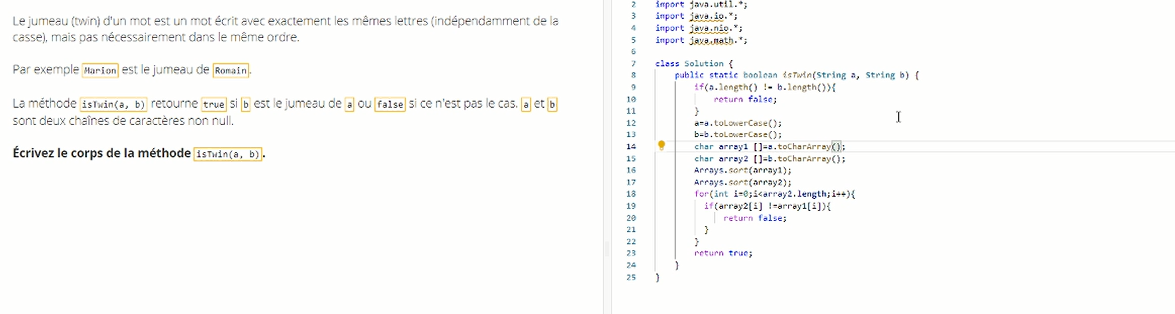 Le jumeau (twin) d'un mot est un mot écrit avec exactement les mêmes lettres (indépendamment de la
casse), mais pas nécessairement dans le même ordre.
Par exemple Marion est le jumeau de Romain.
La méthode isTwin(a, b) retourne true si b est le jumeau de a ou false si ce n'est pas le cas. a et b
sont deux chaînes de caractères non null.
Écrivez le corps de la méthode isTwin(a, b).
2 import java.util.*;
3 import java.io.*;
4 import java.nio.*;
5 import java.math.*;
6
7 class Solution {
8 public static boolean isTwin(String a, String b) {
9 if(a.length() != b.length()){
10 return false;
11 }
12 a=a.toLowerCase();
13 b=b.toLowerCase();
14 char array1 []=a.toCharArray();
15 char array2 []=b.toCharArray();
16 Arrays.sort(array1);
17 Arrays.sort(array2);
18 for(int i=0;i<array2.length;i++){
19 if(array2[i] !=array1[i]){
20 return false;
21 }
22 }
23 return true;
24 }
25 }